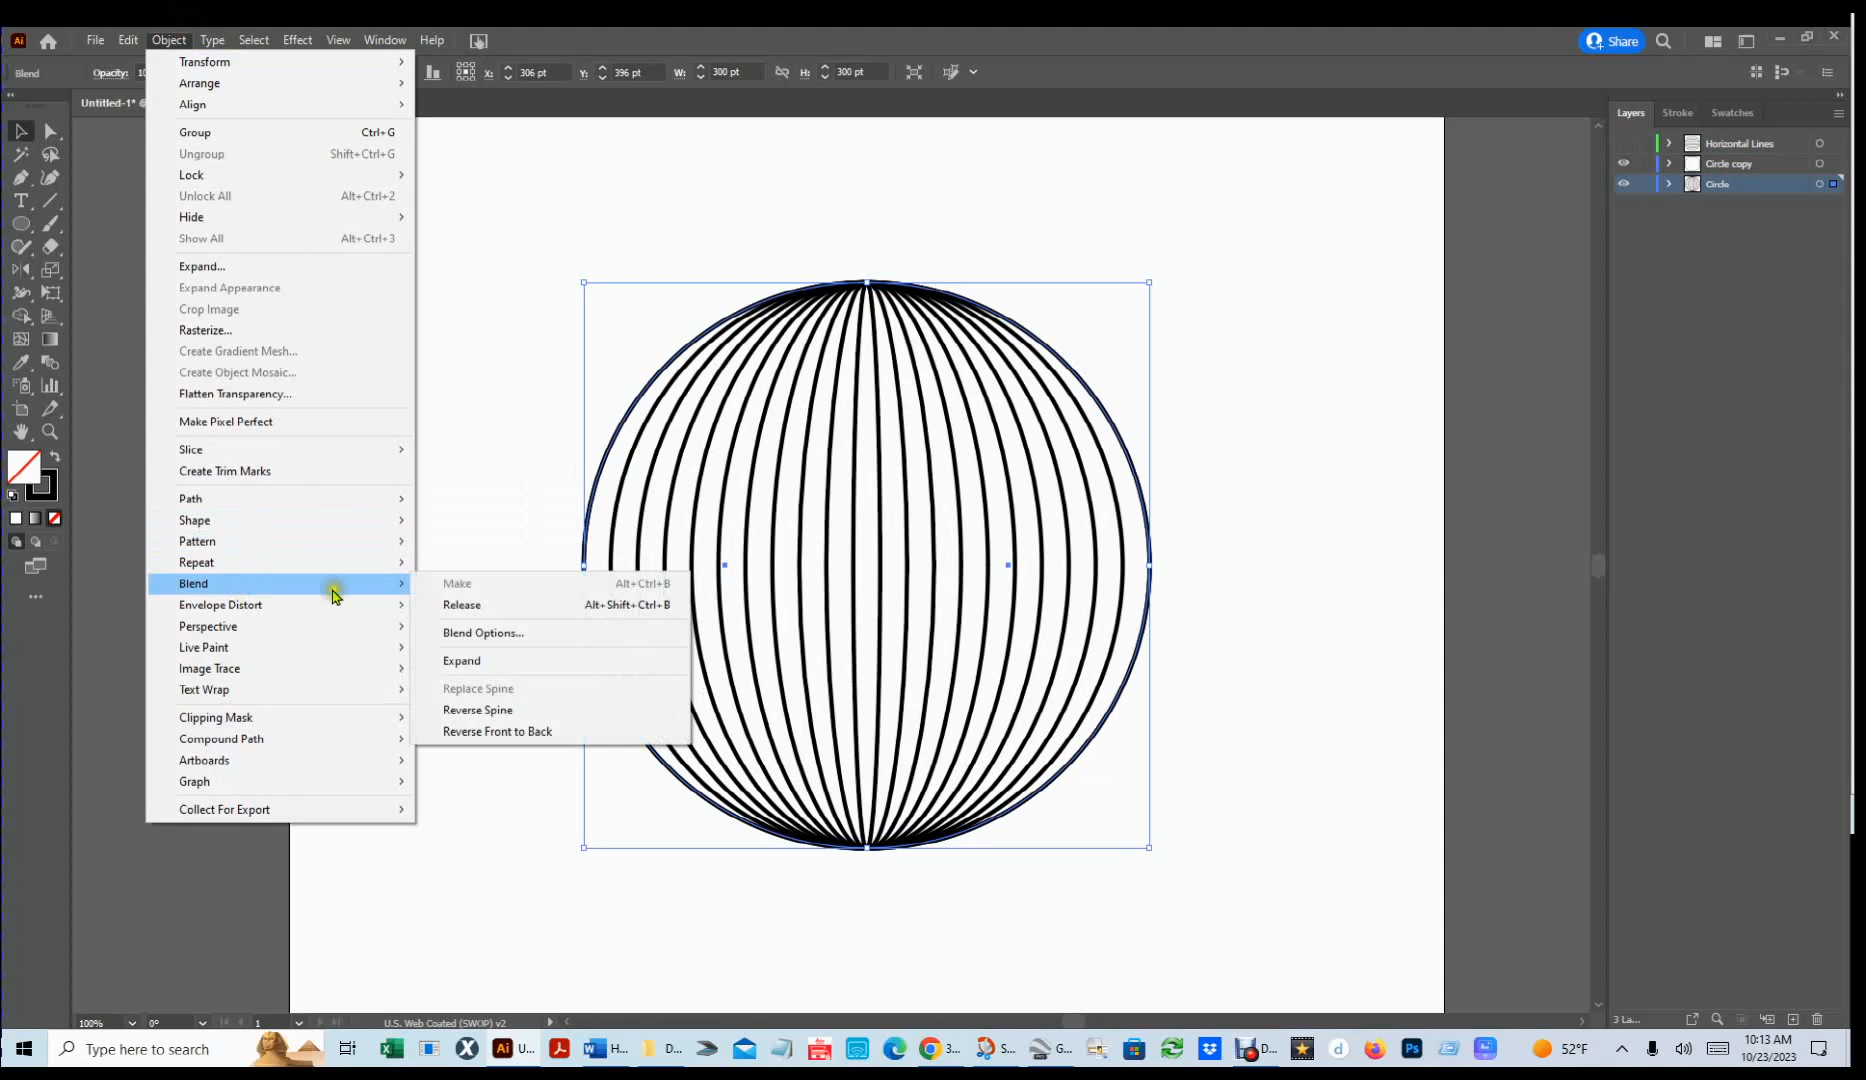 Ai File Edit Object Type Select Effect View Window Help Share
Blend Opacity: 10 X: 306 pt Y: 396 pt W: 300 pt H: 300 pt
Untitled-1* @
Transform
Arrange
Align
Group Ctrl+G
Ungroup Shift+Ctrl+G
Lock
Unlock All Alt+Ctrl+2
Hide
Show All Alt+Ctrl+3
Expand...
Expand Appearance
Crop Image
Rasterize...
Create Gradient Mesh...
Create Object Mosaic...
Flatten Transparency...
Make Pixel Perfect
Slice
Create Trim Marks
Path
Shape
Pattern
Repeat
Blend
Envelope Distort
Perspective
Live Paint
Image Trace
Text Wrap
Clipping Mask
Compound Path
Artboards
Graph
Collect For Export
Make Alt+Ctrl+B
Release Alt+Shift+Ctrl+B
Blend Options...
Expand
Replace Spine
Reverse Spine
Reverse Front to Back
Layers Stroke Swatches
Horizontal Lines
Circle copy
Circle
100% 0° 1 U.S. Web Coated (SWOP) v2 3 La...
Type here to search Ai U... H... D... 3... S... G... D... Ps 52°F 10:13 AM
10/23/2023